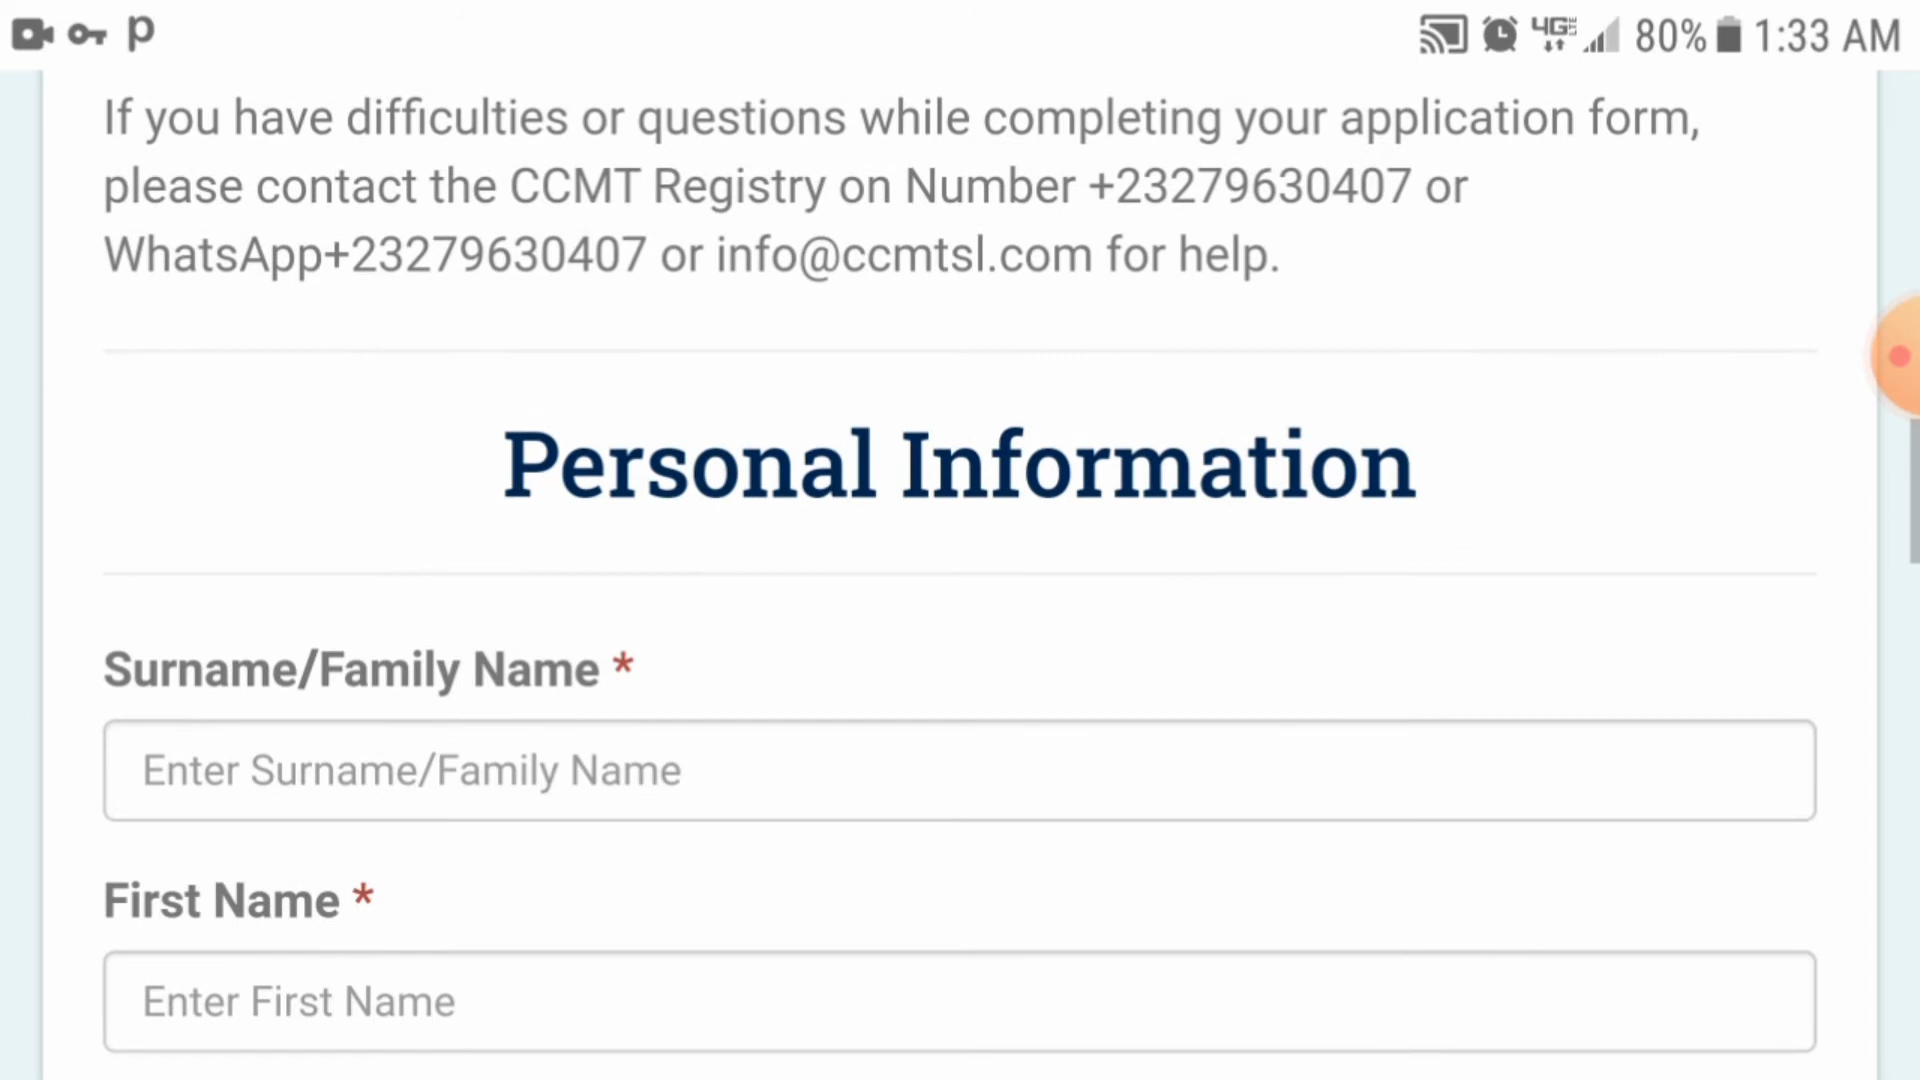 p 4G LTE 80% 1:33 AM
If you have difficulties or questions while completing your application form,
please contact the CCMT Registry on Number +23279630407 or
WhatsApp+23279630407 or info@ccmtsl.com for help.
Personal Information
Surname/Family Name *
Enter Surname/Family Name
First Name *
Enter First Name